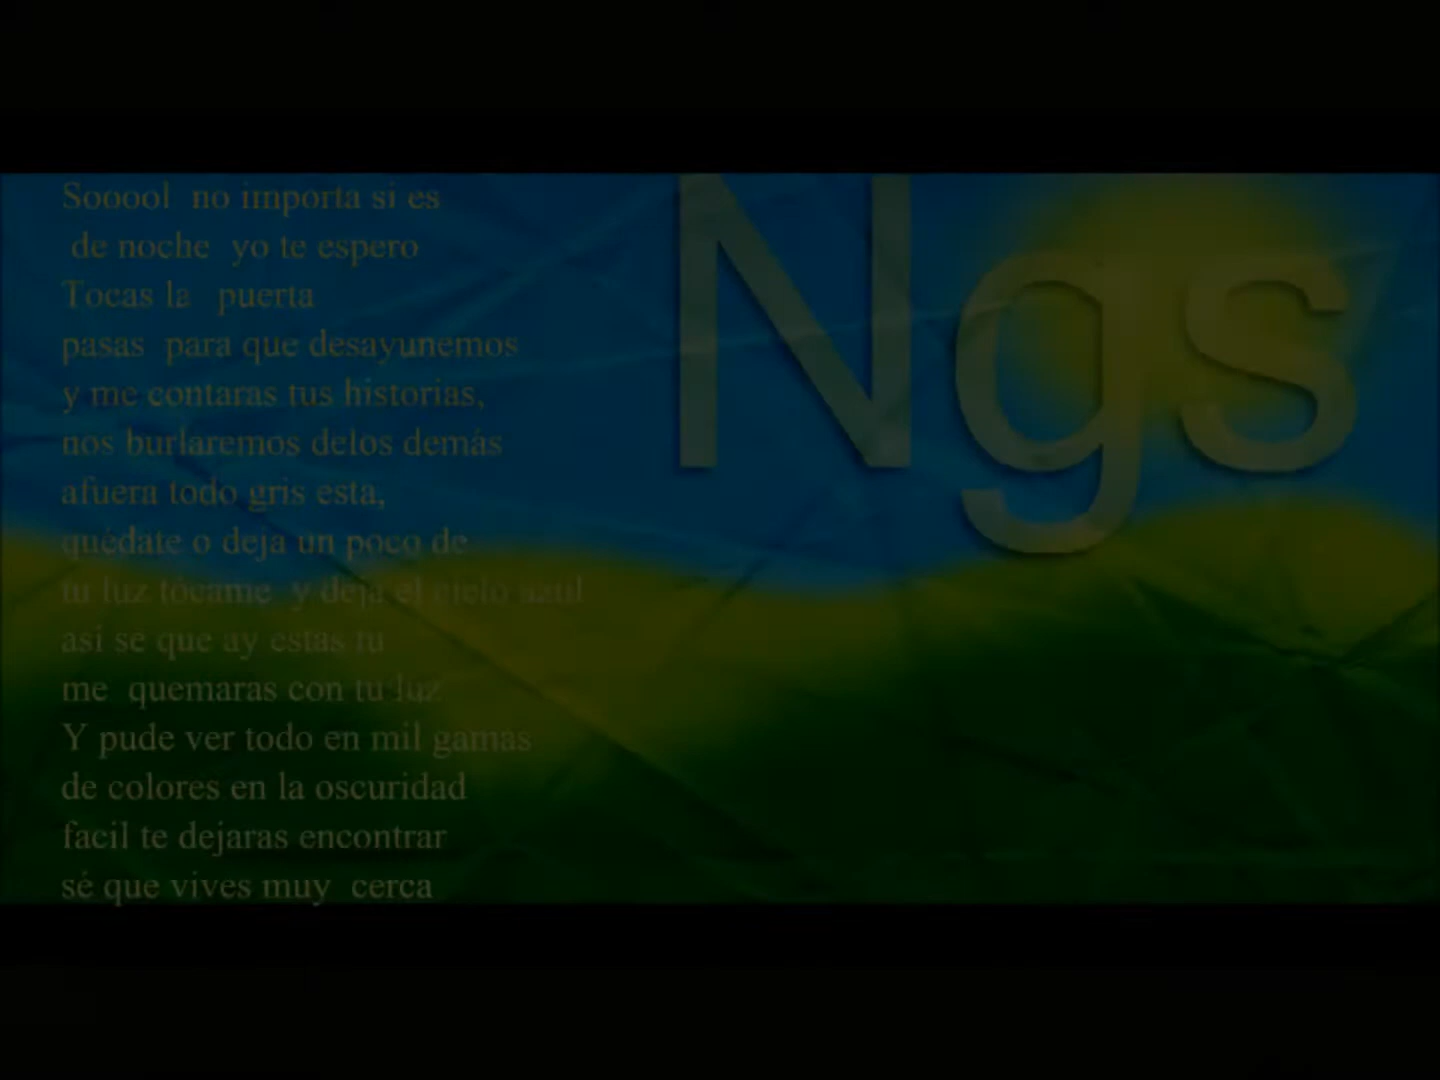 Sooool no importa si es
de noche yo te espero
Tocas la puerta
pasas para que desayunemos
y me contaras tus historias,
nos burlaremos delos demás
afuera todo gris esta,
quédate o deja un poco de
tu luz tócame y deja el cielo azul
así se que ay estas tu
me quemaras con tu luz
Y pude ver todo en mil gamas
de colores en la oscuridad
facil te dejaras encontrar
sé que vives muy cerca
Ngs